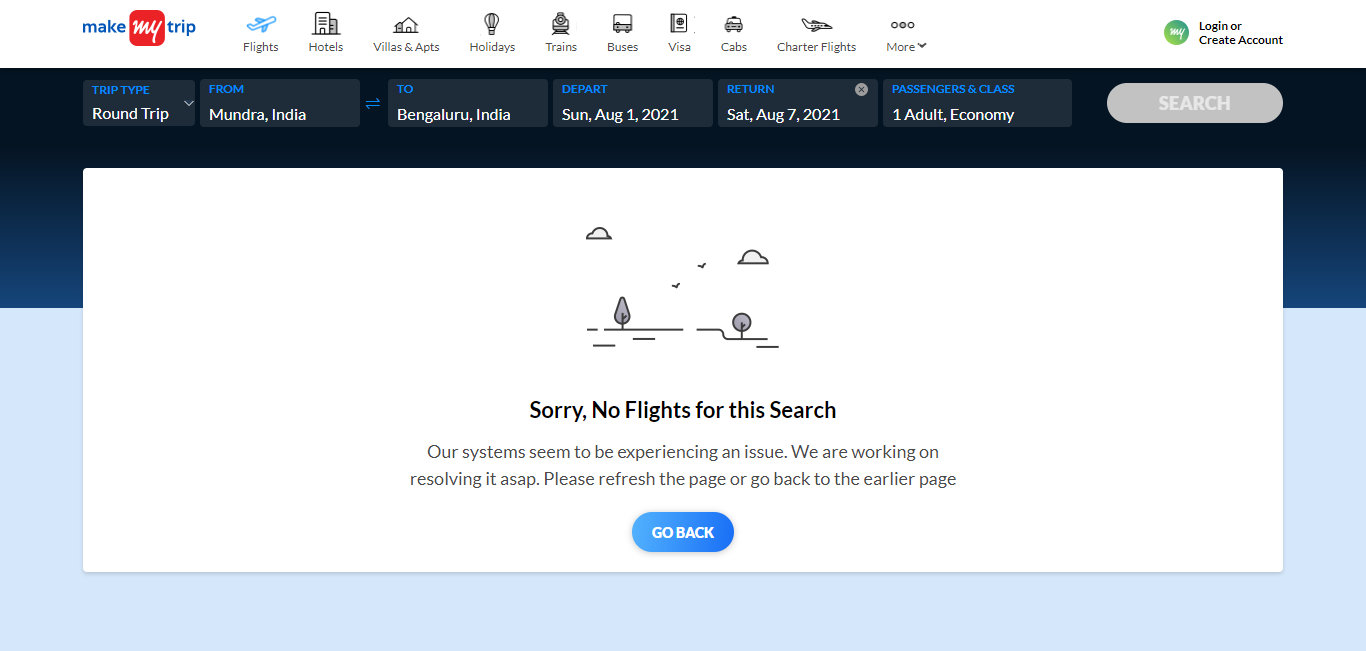 make my trip
Flights
Hotels
Villas & Apts
Holidays
Trains
Buses
Visa
Cabs
Charter Flights
More
my
Login or
Create Account
TRIP TYPE
Round Trip
FROM
Mundra, India
TO
Bengaluru, India
DEPART
Sun, Aug 1, 2021
RETURN
Sat, Aug 7, 2021
PASSENGERS & CLASS
1 Adult, Economy
SEARCH
Sorry, No Flights for this Search
Our systems seem to be experiencing an issue. We are working on
resolving it asap. Please refresh the page or go back to the earlier page
GO BACK